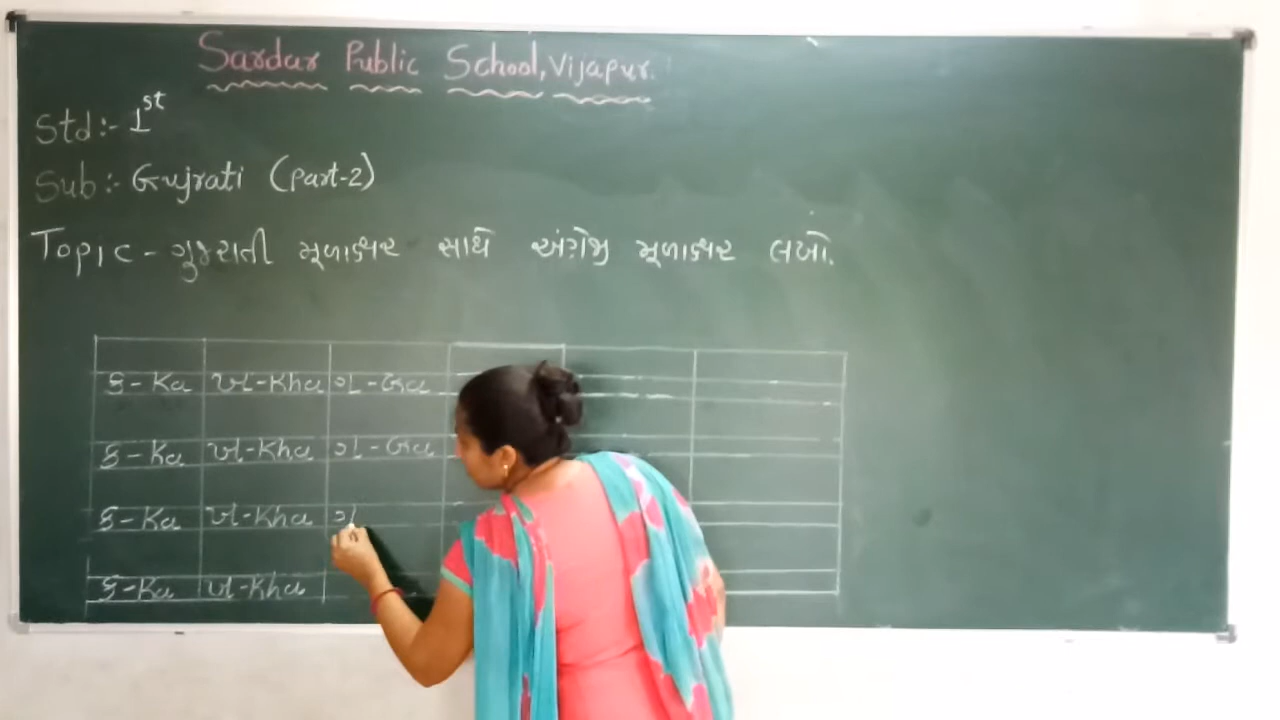 Sardar Public School, Vijapur.
Std:- 1st
Sub:- Gujrati (Part-2)
Topic - ગુજરાતી મૂળાક્ષર સાથે અંગ્રેજી મૂળાક્ષર લખો.
ક - Ka ખ - Kha ગ - Ga
ક - Ka ખ - Kha ગ - Ga
ક - Ka ખ - Kha ગ
ક - Ka ખ - Kha